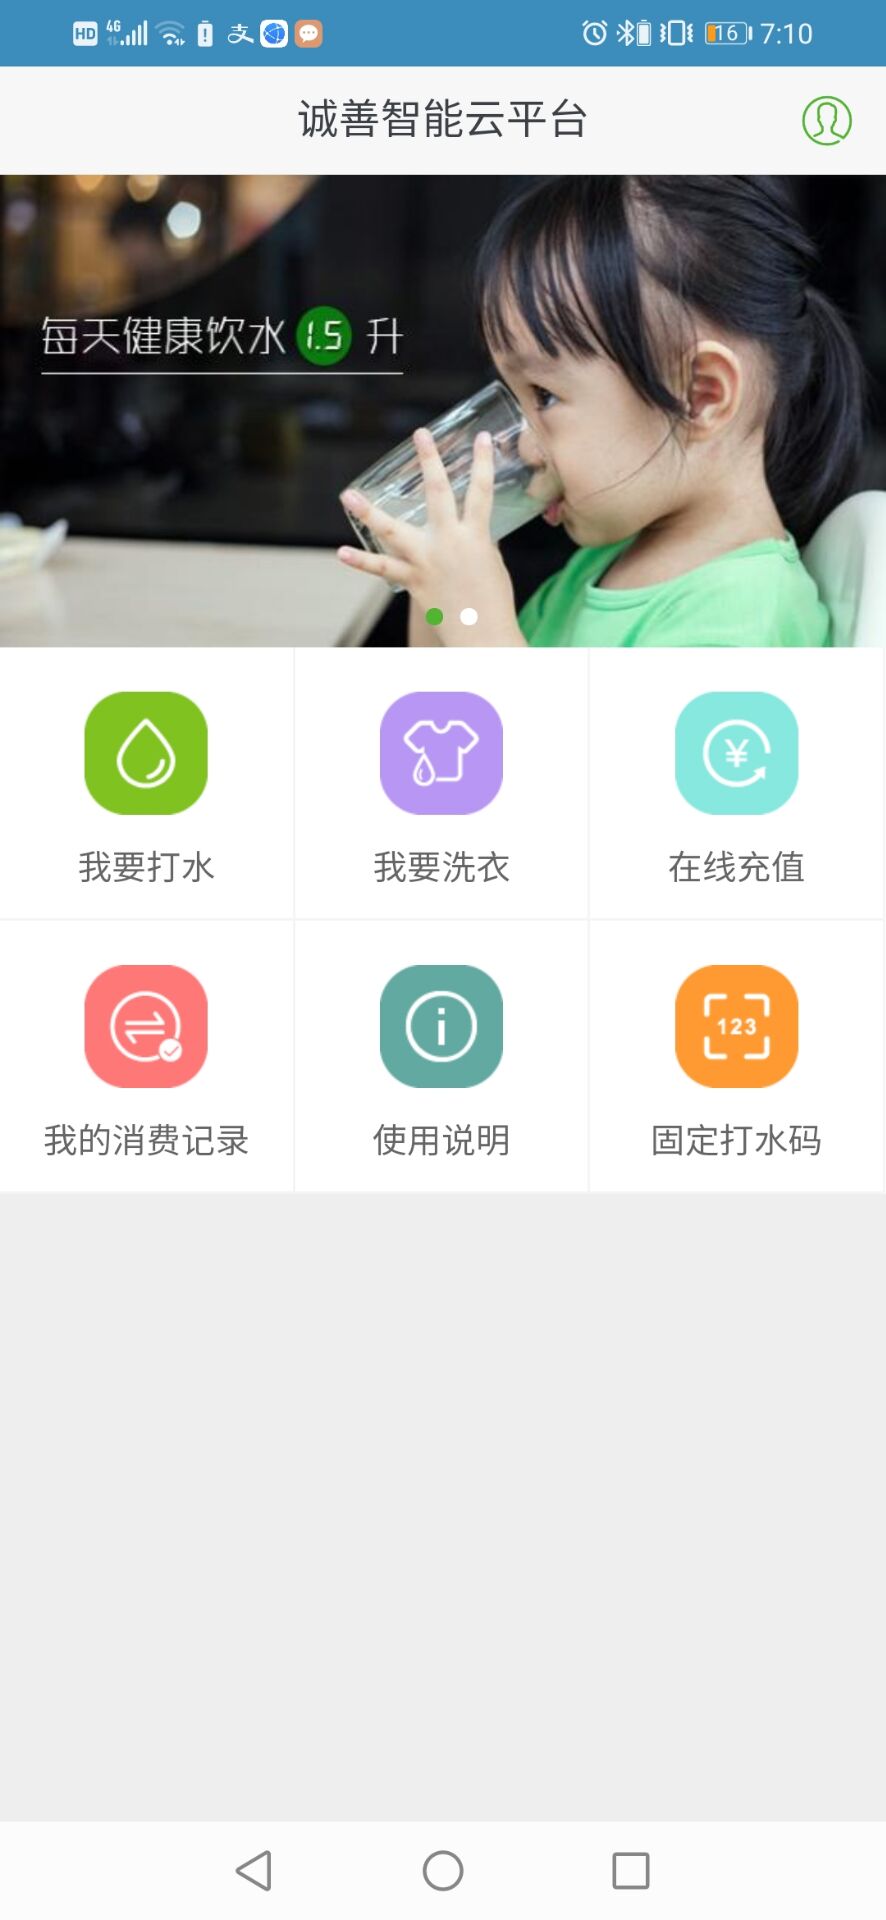 HD 4G 支 16 7:10
诚善智能云平台
每天健康饮水 1.5 升
我要打水 我要洗衣 在线充值
123
我的消费记录 使用说明 固定打水码